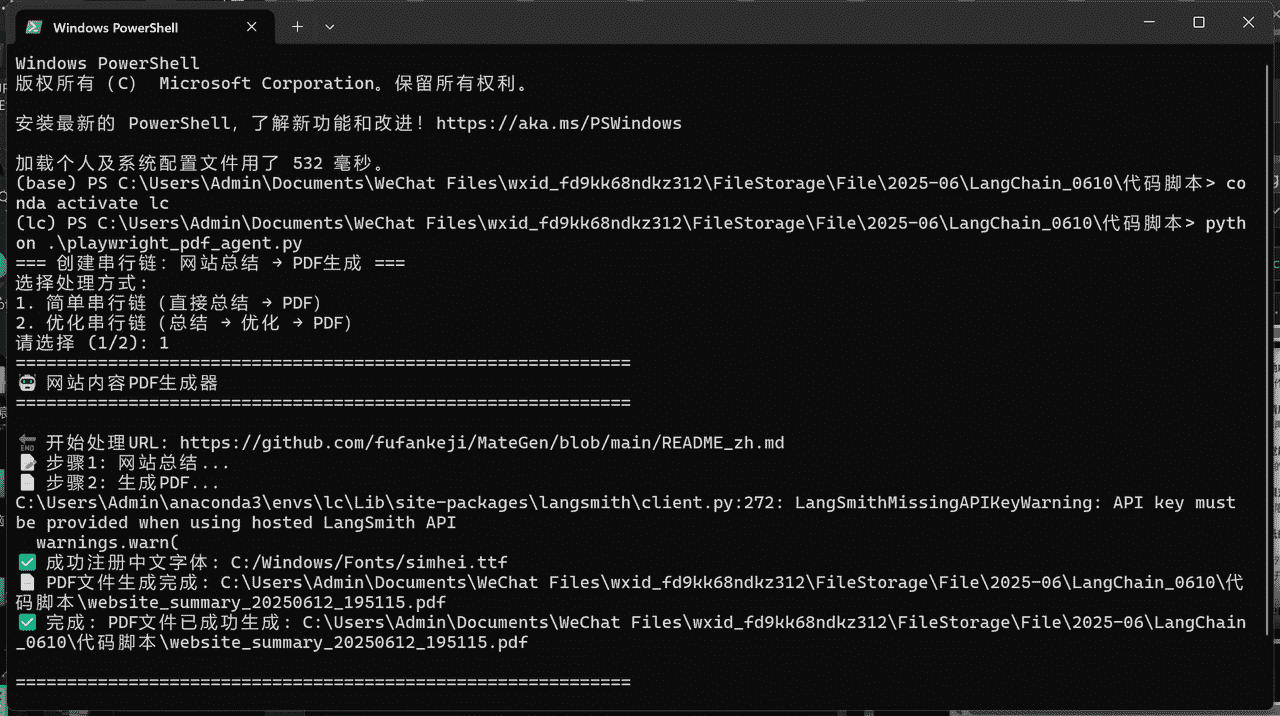 Windows PowerShell
Windows PowerShell
版权所有 (C)  Microsoft Corporation。保留所有权利。
安装最新的 PowerShell，了解新功能和改进！https://aka.ms/PSWindows
加载个人及系统配置文件用了 532 毫秒。
(base) PS C:\Users\Admin\Documents\WeChat Files\wxid_fd9kk68ndkz312\FileStorage\File\2025-06\LangChain_0610\代码脚本> co
nda activate lc
(lc) PS C:\Users\Admin\Documents\WeChat Files\wxid_fd9kk68ndkz312\FileStorage\File\2025-06\LangChain_0610\代码脚本> pyth
on .\playwright_pdf_agent.py
=== 创建串行链: 网站总结 → PDF生成 ===
选择处理方式:
1. 简单串行链 (直接总结 → PDF)
2. 优化串行链 (总结 → 优化 → PDF)
请选择 (1/2): 1
============================================================
🤖 网站内容PDF生成器
============================================================
🔚 开始处理URL: https://github.com/fufankeji/MateGen/blob/main/README_zh.md
📝 步骤1: 网站总结...
📄 步骤2: 生成PDF...
C:\Users\Admin\anaconda3\envs\lc\Lib\site-packages\langsmith\client.py:272: LangSmithMissingAPIKeyWarning: API key must
be provided when using hosted LangSmith API
  warnings.warn(
✅ 成功注册中文字体: C:/Windows/Fonts/simhei.ttf
📄 PDF文件生成完成: C:\Users\Admin\Documents\WeChat Files\wxid_fd9kk68ndkz312\FileStorage\File\2025-06\LangChain_0610\代
码脚本\website_summary_20250612_195115.pdf
✅ 完成: PDF文件已成功生成: C:\Users\Admin\Documents\WeChat Files\wxid_fd9kk68ndkz312\FileStorage\File\2025-06\LangChain
_0610\代码脚本\website_summary_20250612_195115.pdf
============================================================